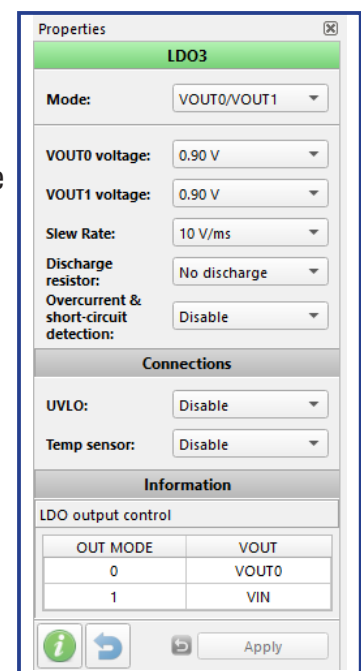 Properties
LDO3
Mode: VOUT0/VOUT1
e
VOUT0 voltage: 0.90 V
VOUT1 voltage: 0.90 V
Slew Rate: 10 V/ms
Discharge
resistor: No discharge
Overcurrent &
short-circuit
detection: Disable
Connections
UVLO: Disable
Temp sensor: Disable
Information
LDO output control
OUT MODE VOUT
0 VOUT0
1 VIN
i Apply